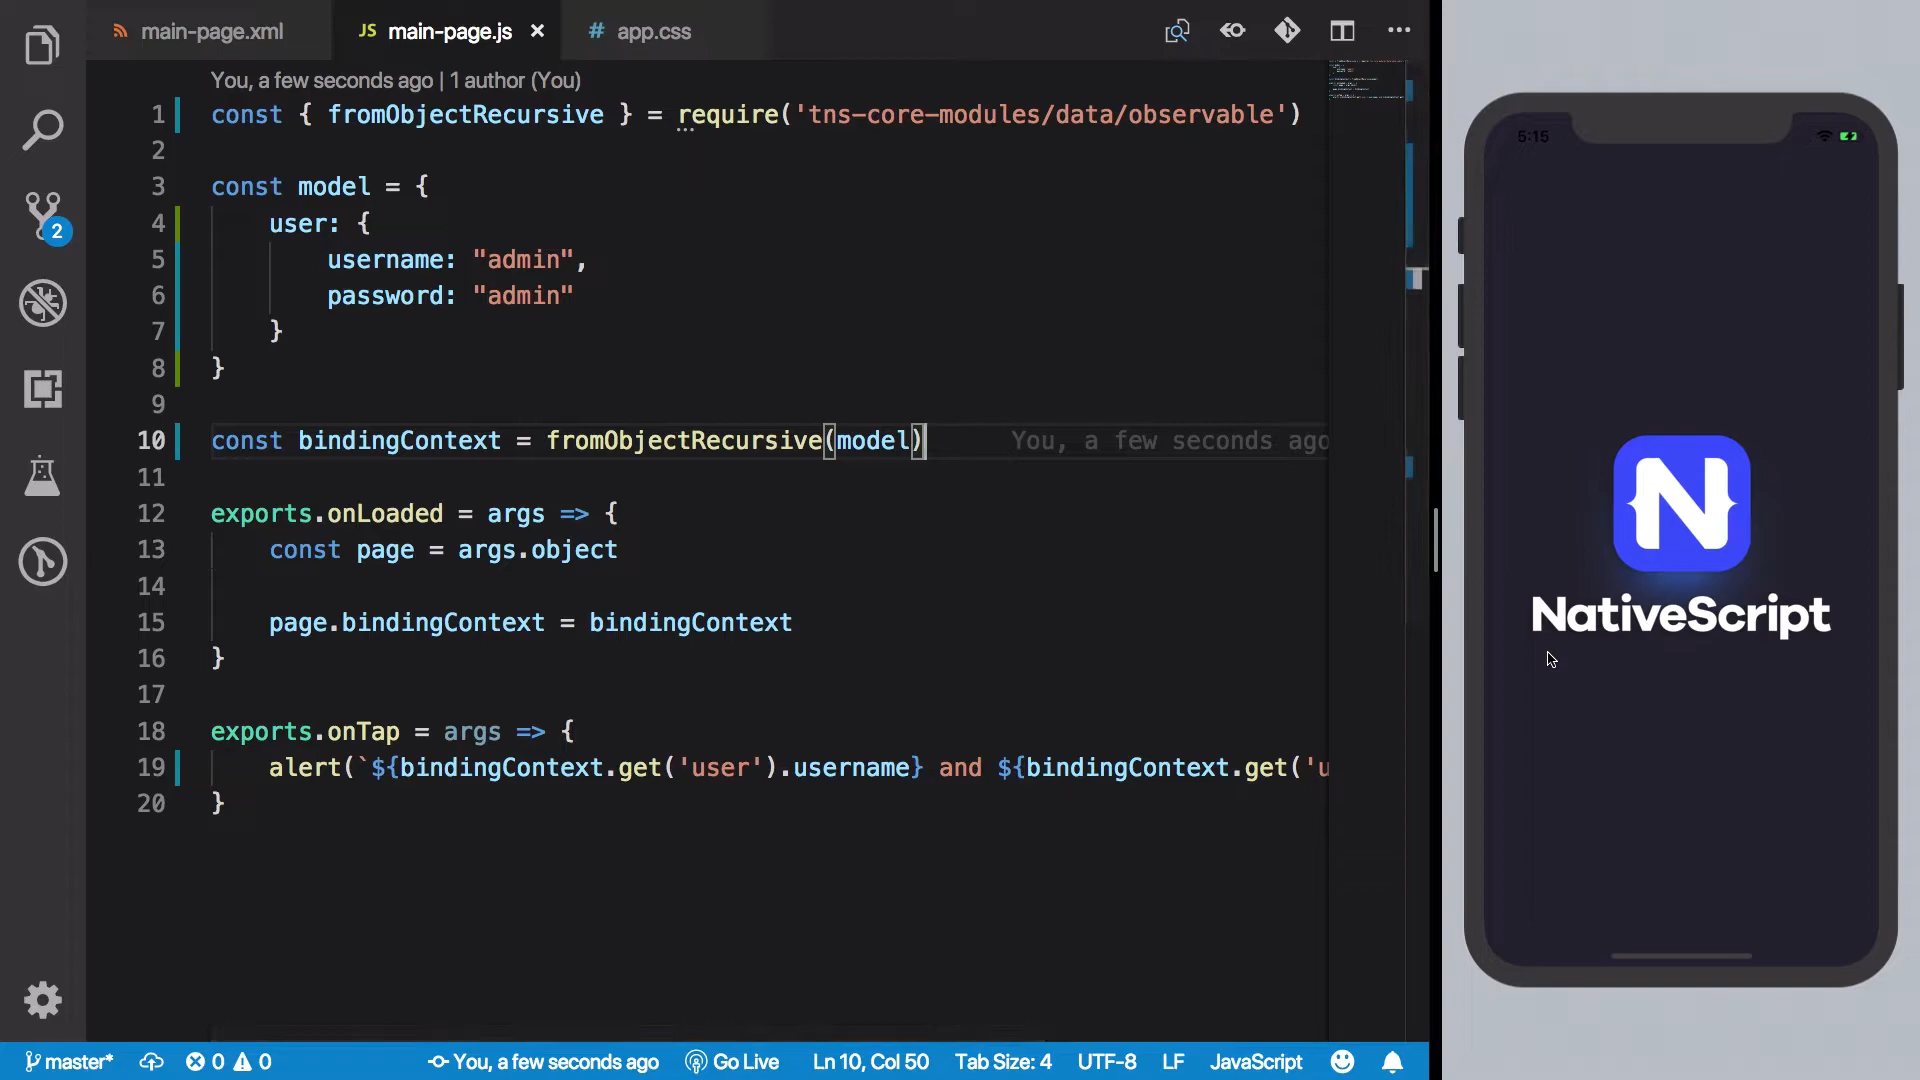 main-page.xml
JS main-page.js
# app.css
You, a few seconds ago | 1 author (You)
1 const { fromObjectRecursive } = require('tns-core-modules/data/observable')
2
3 const model = {
4 user: {
5 username: "admin",
6 password: "admin"
7 }
8 }
9
10 const bindingContext = fromObjectRecursive(model) You, a few seconds ago
11
12 exports.onLoaded = args => {
13 const page = args.object
14
15 page.bindingContext = bindingContext
16 }
17
18 exports.onTap = args => {
19 alert(`${bindingContext.get('user').username} and ${bindingContext.get('u
20 }
2
master*
0
0
You, a few seconds ago
Go Live
Ln 10, Col 50
Tab Size: 4
UTF-8
LF
JavaScript
5:15
N
NativeScript